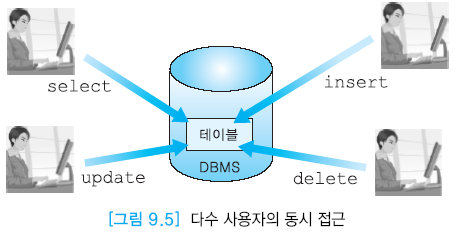 select
insert
테이블
DBMS
update
delete
[그림 9.5] 다수 사용자의 동시 접근